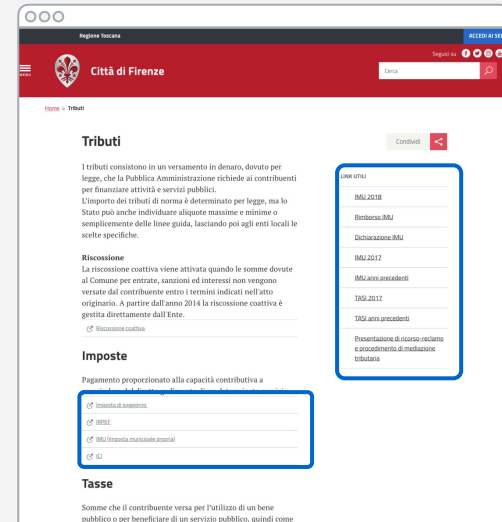 Regione Toscana
ACCEDI AI SE
Seguici su
MENU
Città di Firenze
Cerca
Home > Tributi
Tributi
Condividi
I tributi consistono in un versamento in denaro, dovuto per
legge, che la Pubblica Amministrazione richiede ai contribuenti
per finanziare attività e servizi pubblici.
L'importo dei tributi di norma è determinato per legge, ma lo
Stato può anche individuare aliquote massime e minime o
semplicemente delle linee guida, lasciando poi agli enti locali le
scelte specifiche.
Riscossione
La riscossione coattiva viene attivata quando le somme dovute
al Comune per entrate, sanzioni ed interessi non vengono
versate dal contribuente entro i termini indicati nell'atto
originario. A partire dall'anno 2014 la riscossione coattiva è
gestita direttamente dall'Ente.
Riscossione coattiva
Imposte
Pagamento proporzionato alla capacità contributiva a
Imposta di soggiorno
IRPEF
IMU (imposta municipale propria)
ICI
Tasse
Somme che il contribuente versa per l'utilizzo di un bene
pubblico o per beneficiare di un servizio pubblico, quindi come
LINK UTILI
IMU 2018
Rimborso IMU
Dichiarazione IMU
IMU 2017
IMU anni precedenti
TASI 2017
TASI anni precedenti
Presentazione di ricorso-reclamo
e procedimento di mediazione
tributaria